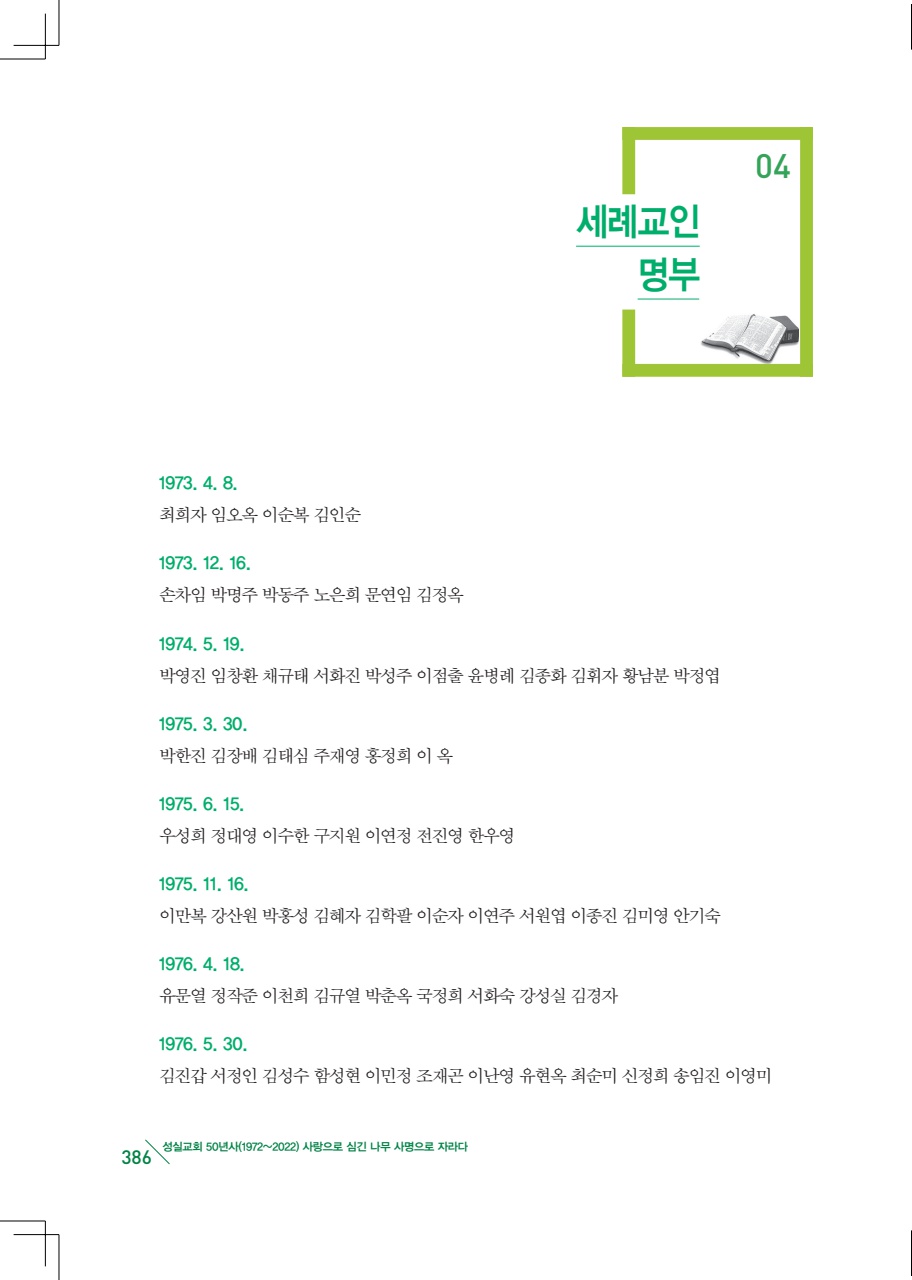 04
세례교인
명부
1973. 4. 8.
최희자 임오옥 이순복 김인순
1973. 12. 16.
손차임 박명주 박동주 노은희 문연임 김정옥
1974. 5. 19.
박영진 임창환 채규태 서화진 박성주 이점출 윤병례 김종화 김휘자 황남분 박정엽
1975. 3. 30.
박한진 김장배 김태심 주재영 홍정희 이 옥
1975. 6. 15.
우성희 정대영 이수한 구지원 이연정 전진영 한우영
1975. 11. 16.
이만복 강산원 박홍성 김혜자 김학팔 이순자 이연주 서원엽 이종진 김미영 안기숙
1976. 4. 18.
유문열 정작준 이천희 김규열 박춘옥 국정희 서화숙 강성실 김경자
1976. 5. 30.
김진갑 서정인 김성수 함성현 이민정 조재곤 이난영 유현옥 최순미 신정희 송임진 이영미
386 성실교회 50년사(1972~2022) 사랑으로 심긴 나무 사명으로 자라다